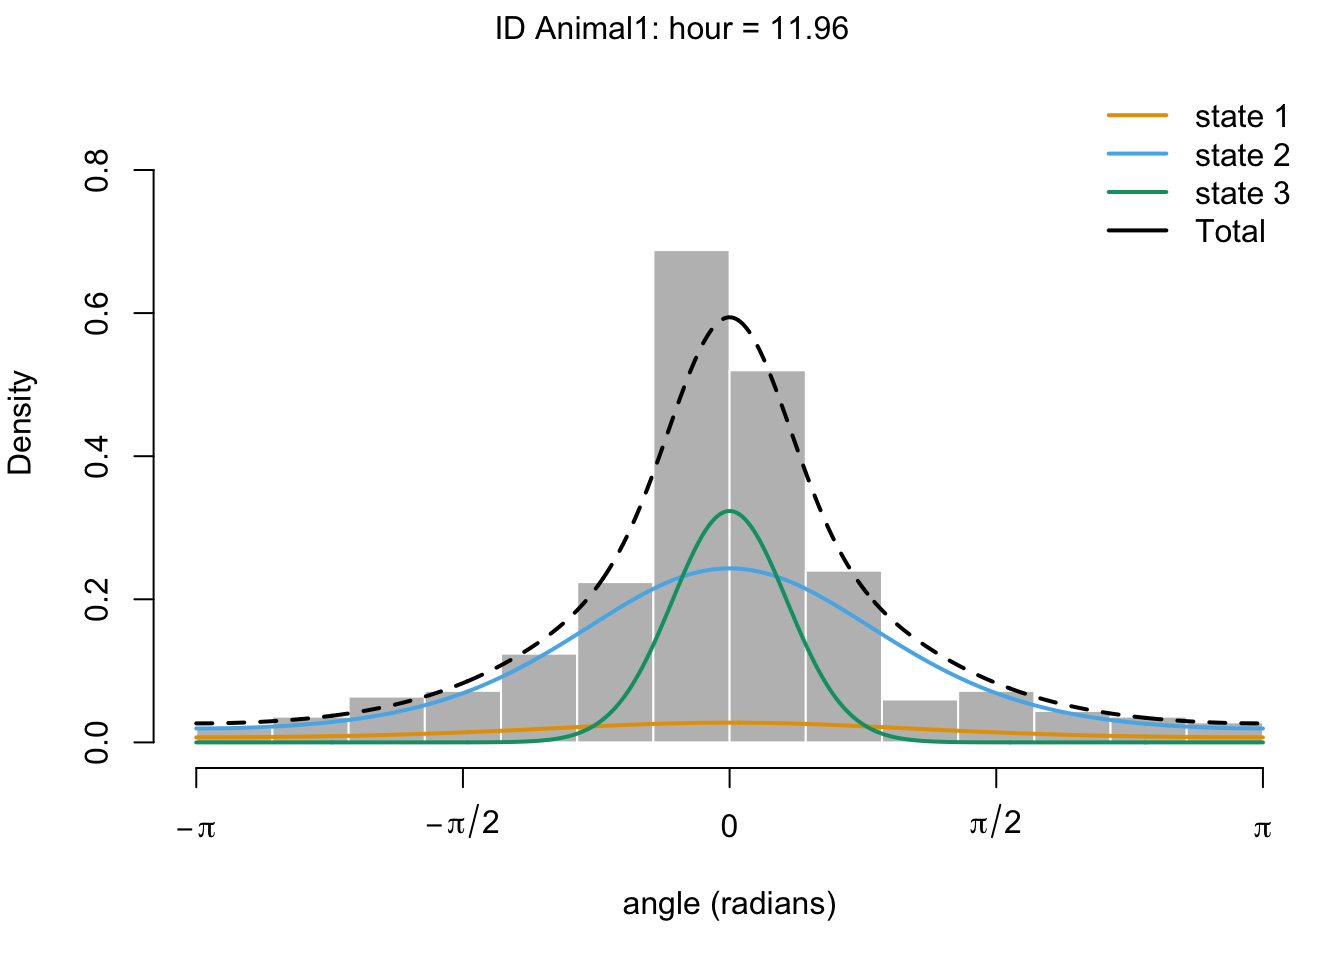 ID Animal1: hour = 11.96
state 1
state 2
state 3
Total
0.8
0.6
0.4
0.2
0.0
Density
−π
−π/2
0
π/2
π
angle (radians)